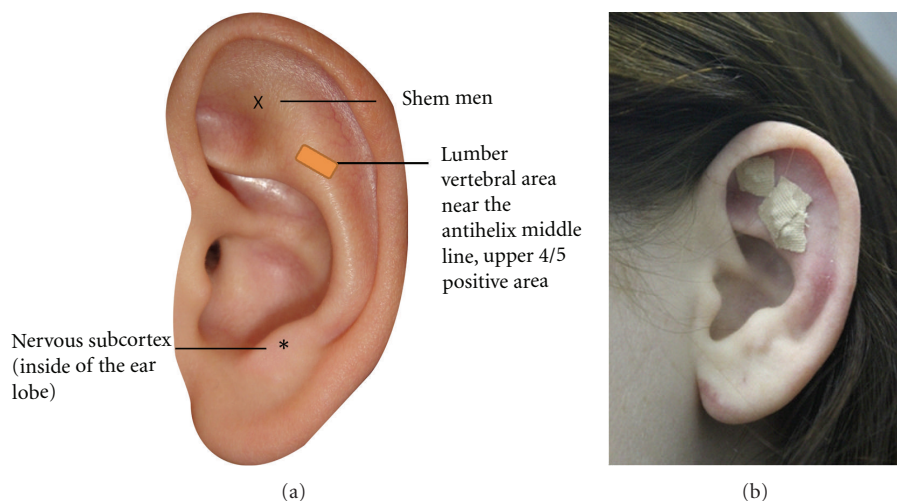 X
Shem men
Lumber
vertebral area
near the
antihelix middle
line, upper 4/5
positive area
Nervous subcortex
(inside of the ear
lobe)
*
(a)
(b)